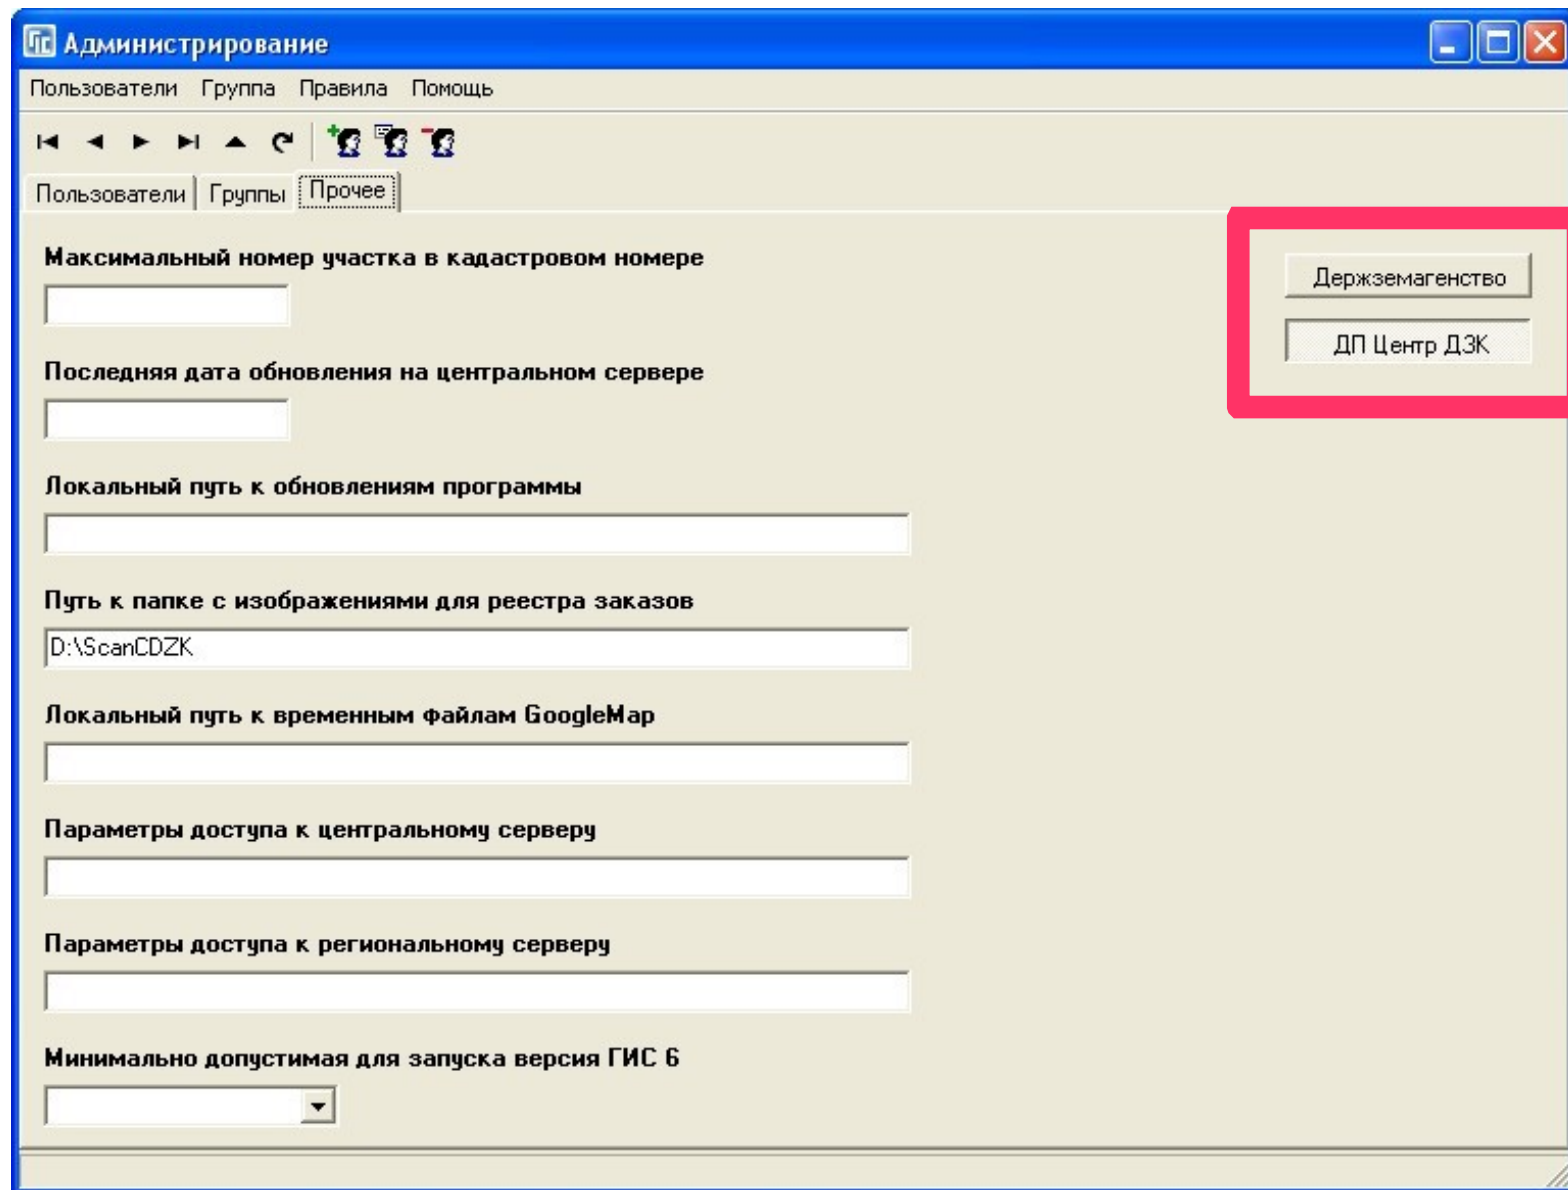 Администрирование
Пользователи Группа Правила Помощь
Пользователи Группы Прочее
Максимальный номер участка в кадастровом номере
Держземагенство
ДП Центр ДЗК
Последняя дата обновления на центральном сервере
Локальный путь к обновлениям программы
Путь к папке с изображениями для реестра заказов
D:\ScanCDZK
Локальный путь к временным файлам GoogleMap
Параметры доступа к центральному серверу
Параметры доступа к региональному серверу
Минимально допустимая для запуска версия ГИС 6